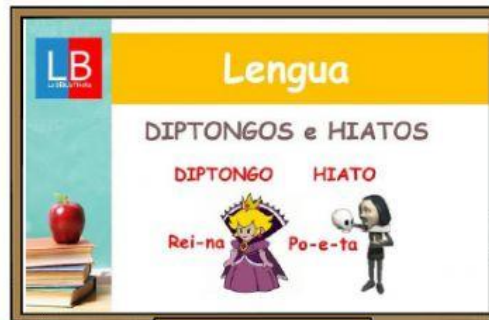 LB
Lengua
DIPTONGOS e HIATOS
DIPTONGO HIATO
Rei-na Po-e-ta